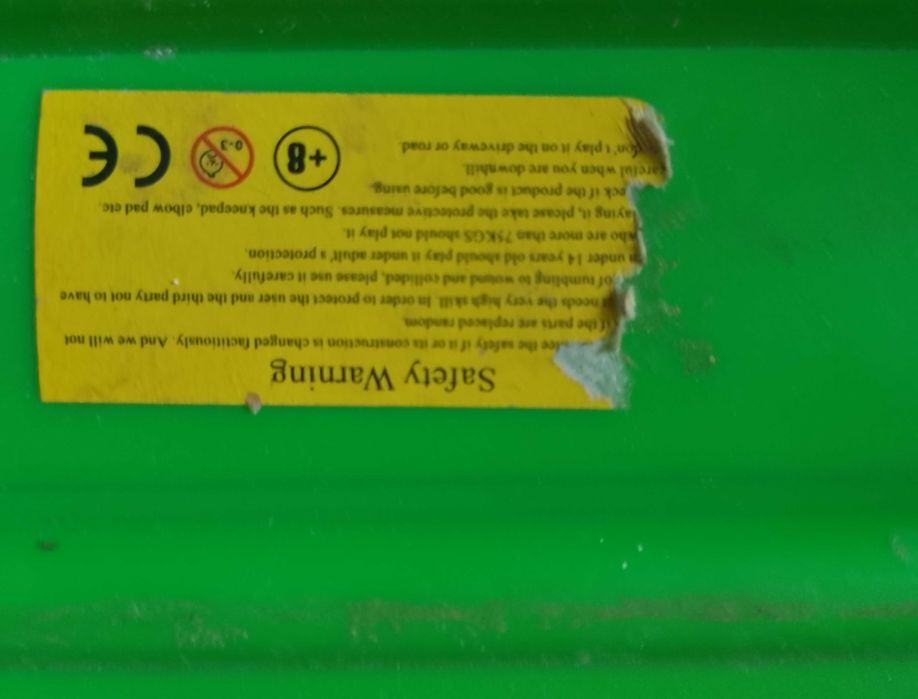 Safety Warning
tee the safety if it or its construction is changed factitiously. And we will not
if the parts are replaced random.
needs the very high skill. In order to protect the user and the third party not to have
of tumbling to wound and collided, please use it carefully.
under 14 years old should play it under adult's protection.
who are more than 75KGS should not play it.
laying it, please take the protective measures. Such as the kneepad, elbow pad etc.
eck if the product is good before using.
careful when you are downhill.
on't play it on the driveway or road.
+8
0-3
CE